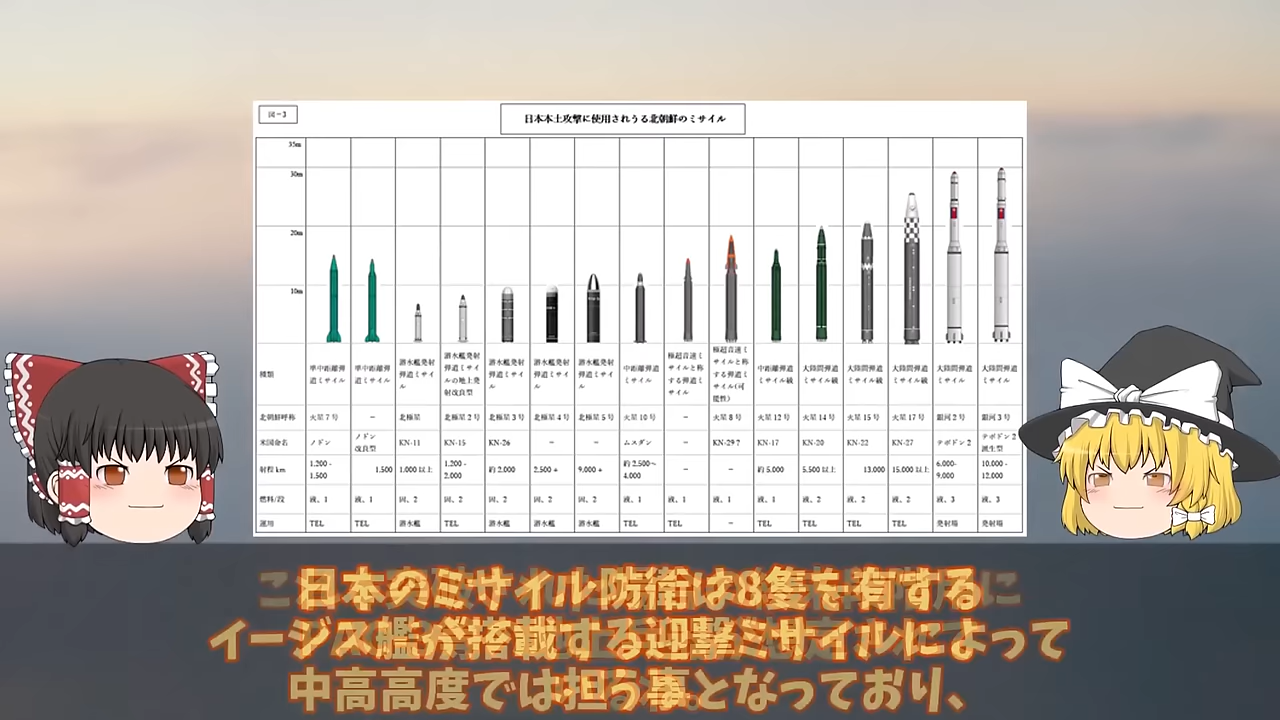 図-3
日本本土攻撃に使用されうる北朝鮮のミサイル
35m
30m
20m
10m
種類 準中距離弾道ミサイル 準中距離弾道ミサイル 潜水艦発射弾道ミサイル 潜水艦発射弾道ミサイルの地上発射改良型 潜水艦発射弾道ミサイル 潜水艦発射弾道ミサイル 潜水艦発射弾道ミサイル 中距離弾道ミサイル 極超音速ミサイルと称する弾道ミサイル 極超音速ミサイルと称する弾道ミサイル(可能性) 中距離弾道ミサイル級 大陸間弾道ミサイル級 大陸間弾道ミサイル級 大陸間弾道ミサイル級 大陸間弾道ミサイル 大陸間弾道ミサイル
北朝鮮呼称 火星7号 － 北極星 北極星2号 北極星3号 北極星4号 北極星5号 火星10号 － 火星8号 火星12号 火星14号 火星15号 火星17号 銀河2号 銀河3号
米国命名 ノドン ノドン改良型 KN-11 KN-15 KN-26 － － ムスダン － KN-29? KN-17 KN-20 KN-22 KN-27 テポドン2 テポドン2派生型
射程km 1,200-1,500 1,500 1,000以上 1,200-2,000 約2,000 2,500+ 9,000+ 約2,500~4,000 － － 約5,000 5,500以上 13,000 15,000以上 6,000-9,000 10,000-12,000
燃料/段 液、1 液、1 固、2 固、2 固、2 固、2 固、2 液、1 液、1 液、1 液、1 液、2 液、2 液、2 液、3 液、3
運用 TEL TEL 潜水艦 TEL 潜水艦 潜水艦 潜水艦 TEL TEL － TEL TEL TEL TEL 発射場 発射場
日本のミサイル防衛は8隻を有する
イージス艦が搭載する迎撃ミサイルによって
中高高度では担う事となっており、